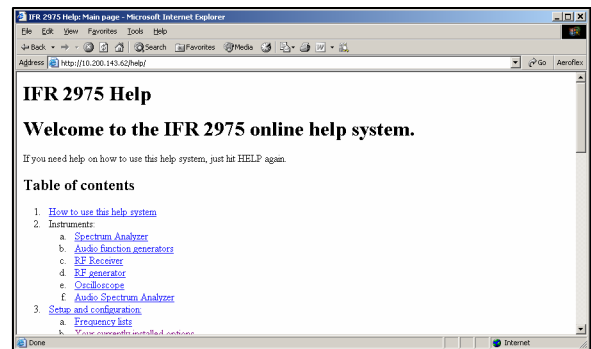 IFR 2975 Help: Main page - Microsoft Internet Explorer
File Edit View Favorites Tools Help
Back Search Favorites Media
Address http://10.200.143.62/help/ Go Aeroflex
IFR 2975 Help
Welcome to the IFR 2975 online help system.
If you need help on how to use this help system, just hit HELP again.
Table of contents
1. How to use this help system
2. Instruments:
a. Spectrum Analyzer
b. Audio function generators
c. RF Receiver
d. RF generator
e. Oscilloscope
f. Audio Spectrum Analyzer
3. Setup and configuration:
a. Frequency lists
b. Your currently installed options
Done Internet